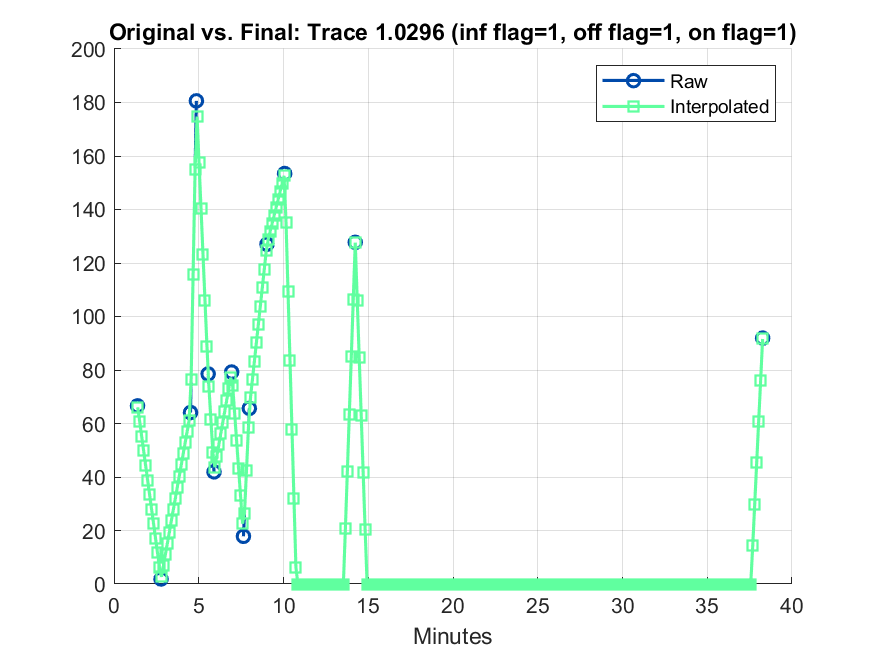 Original vs. Final: Trace 1.0296 (inf flag=1, off flag=1, on flag=1)
200
180
160
140
120
100
80
60
40
20
0
Raw
Interpolated
0 5 10 15 20 25 30 35 40
Minutes